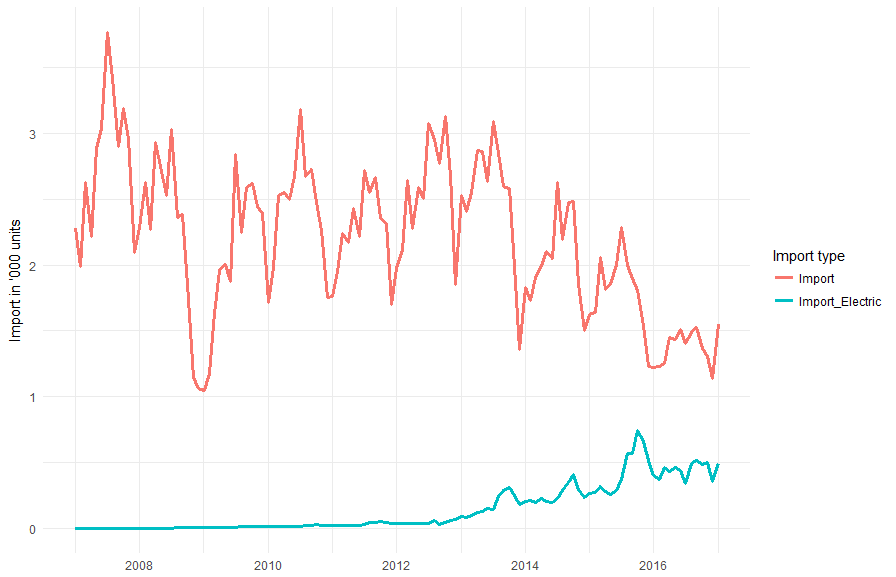 Import in '000 units
3
2
1
0
2008
2010
2012
2014
2016
Import type
Import
Import_Electric